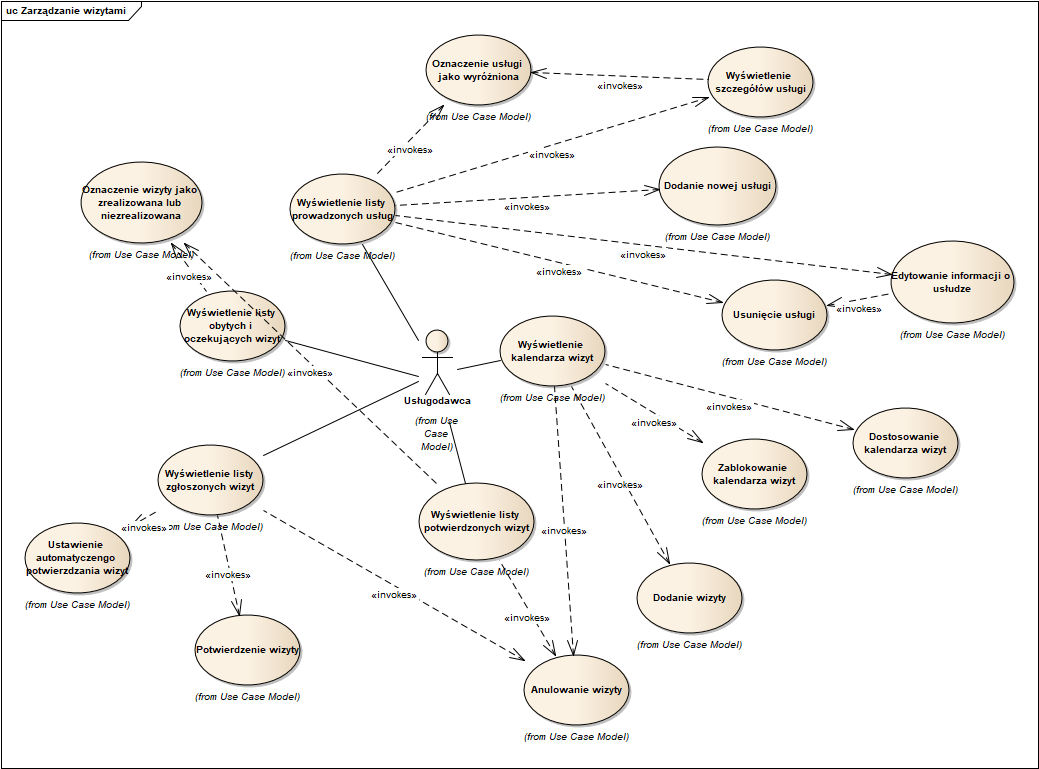 uc Zarządzanie wizytami
Oznaczenie usługi
jako wyróżniona
(from Use Case Model)
«invokes»
Wyświetlenie
szczegółów usługi
(from Use Case Model)
«invokes»
«invokes»
Oznaczenie wizyty jako
zrealizowana lub
niezrealizowana
(from Use Case Model)
Wyświetlenie listy
prowadzonych usług
(from Use Case Model)
Dodanie nowej usługi
(from Use Case Model)
«invokes»
«invokes»
«invokes»
Edytowanie informacji o
usłudze
(from Use Case Model)
«invokes»
Usunięcie usługi
(from Use Case Model)
«invokes»
Wyświetlenie listy
obytych i
oczekujących wizyt
(from Use Case Model)
«invokes»
Usługodawca
(from Use
Case
Model)
Wyświetlenie
kalendarza wizyt
(from Use Case Model)
«invokes»
«invokes»
Dostosowanie
kalendarza wizyt
(from Use Case Model)
Zablokowanie
kalendarza wizyt
(from Use Case Model)
Wyświetlenie listy
zgłoszonych wizyt
(from Use Case Model)
«invokes»
Wyświetlenie listy
potwierdzonych wizyt
(from Use Case Model)
«invokes»
«invokes»
Ustawienie
automatyczengo
potwierzdzania wizyt
(from Use Case Model)
«invokes»
«invokes»
«invokes»
Dodanie wizyty
(from Use Case Model)
Potwierdzenie wizyty
(from Use Case Model)
Anulowanie wizyty
(from Use Case Model)